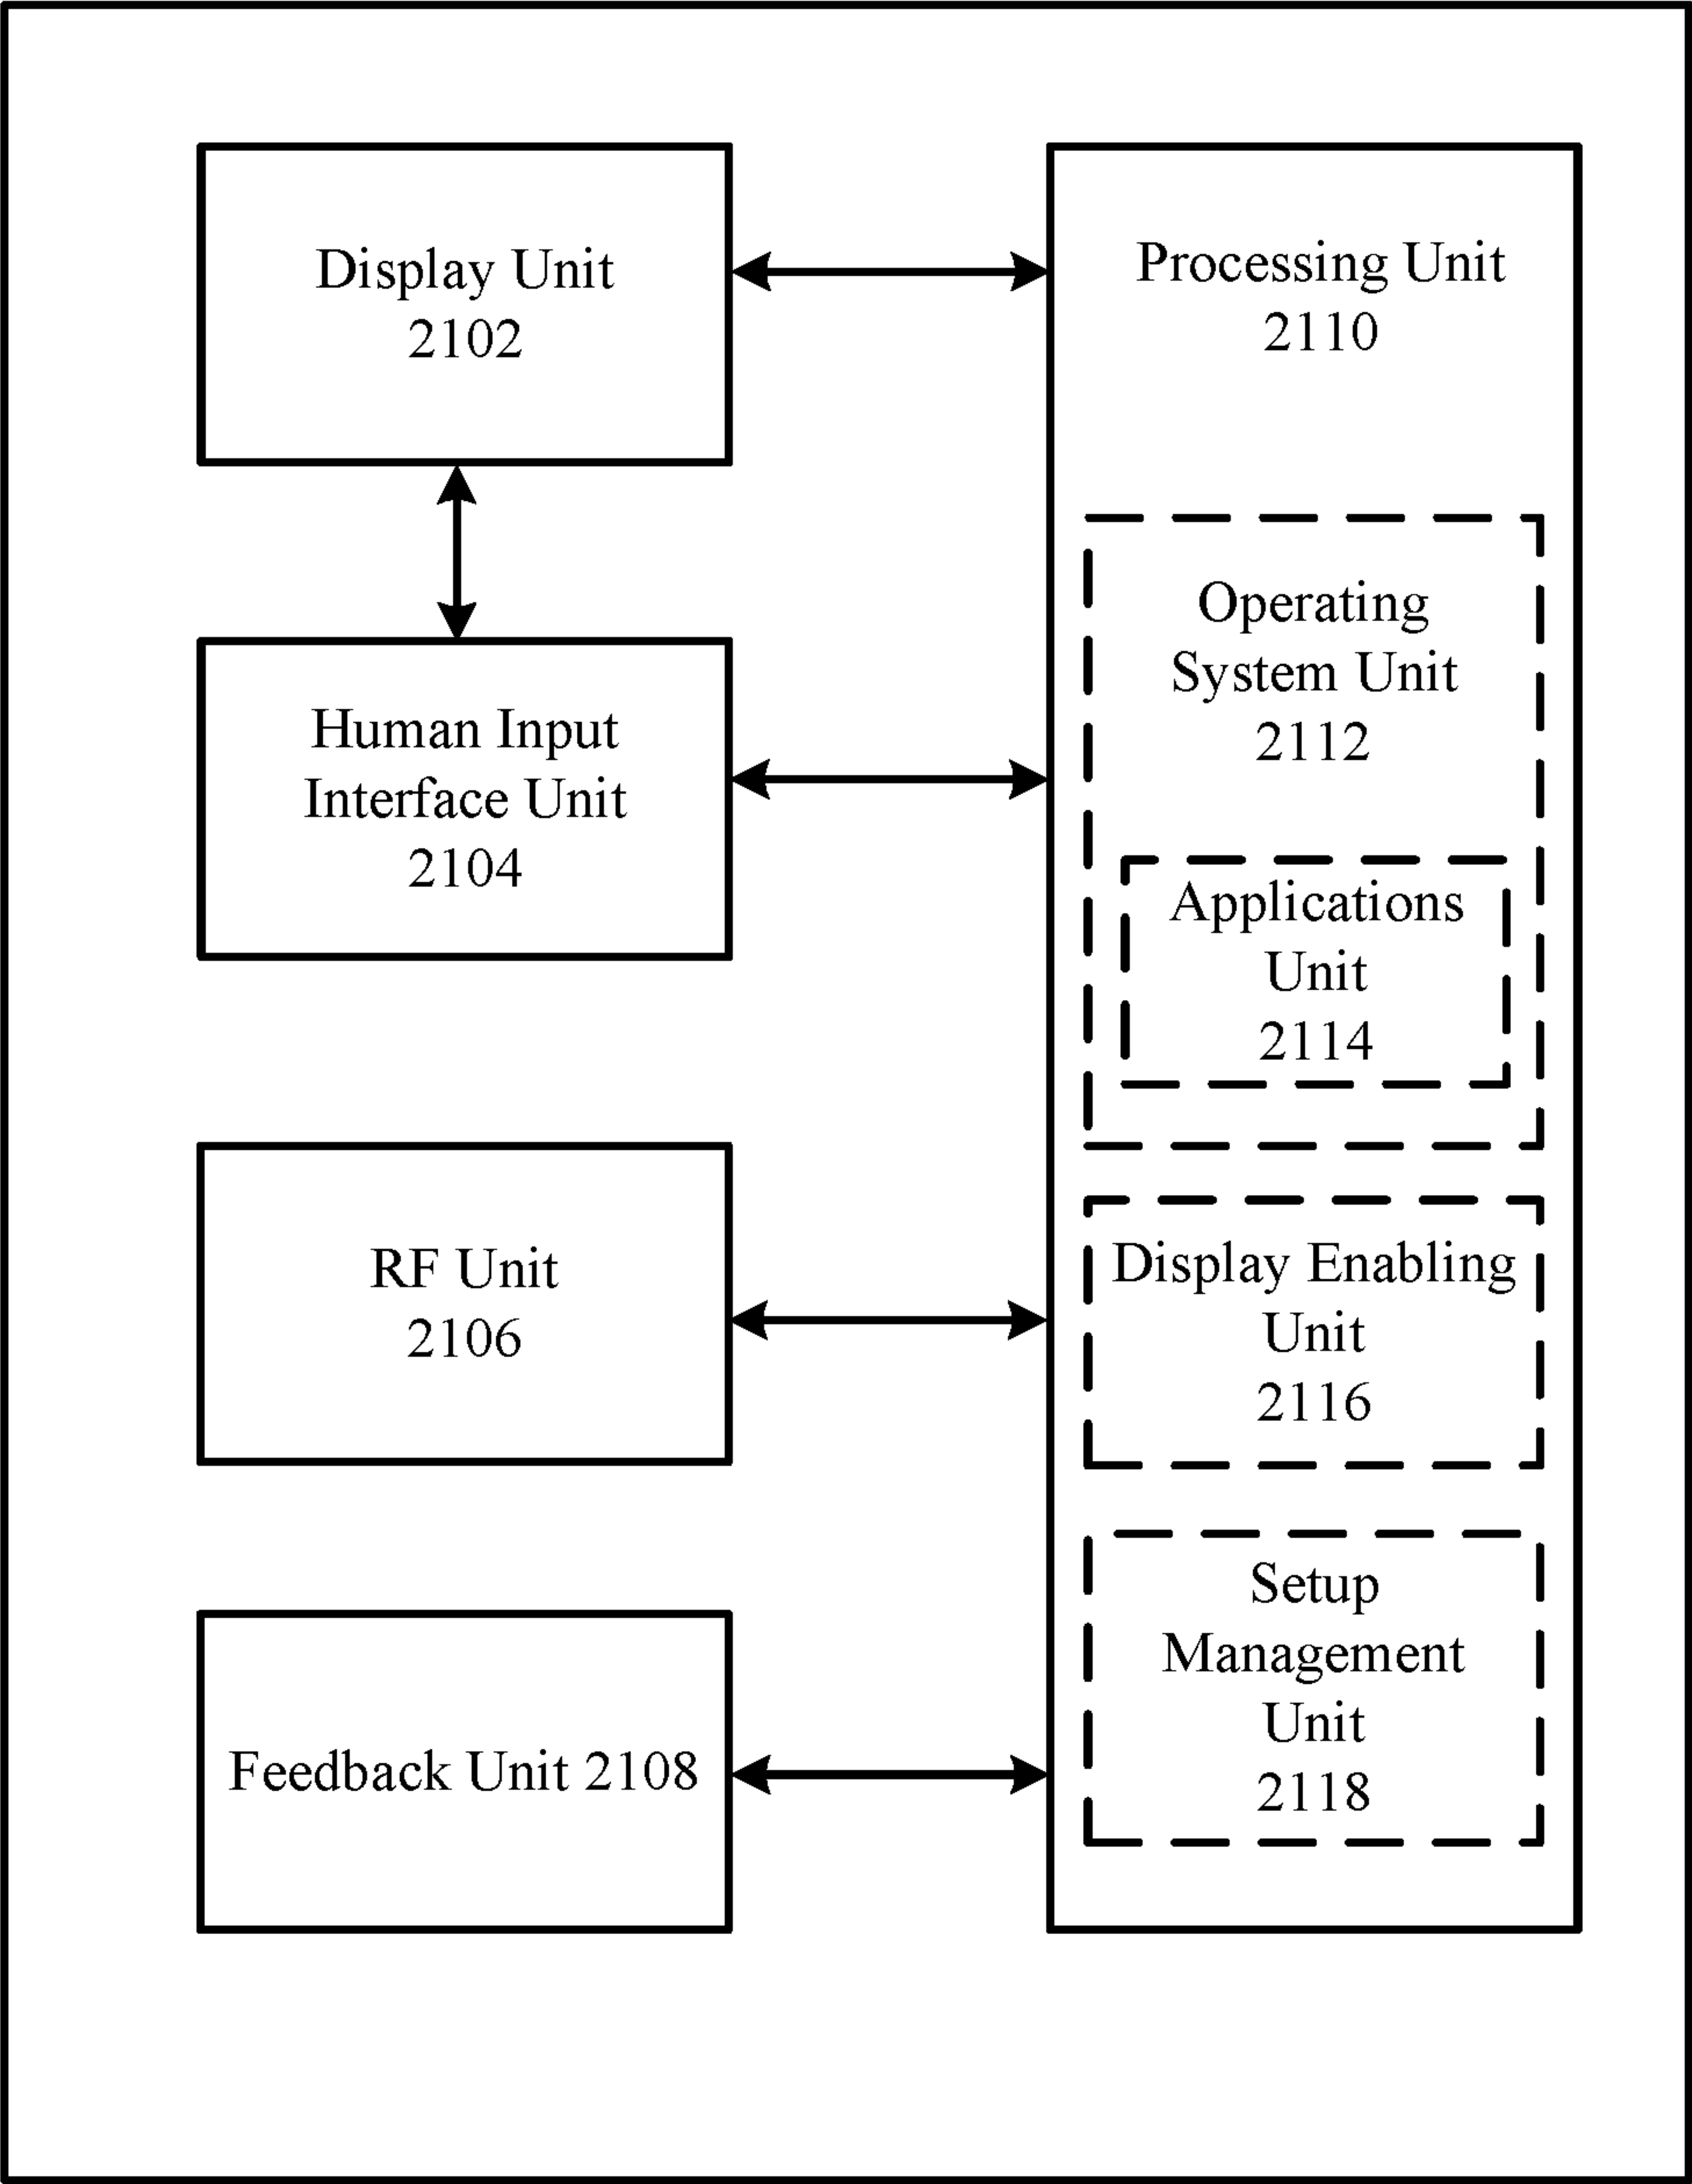 Display Unit
2102
Human Input
Interface Unit
2104
RF Unit
2106
Feedback Unit 2108
Processing Unit
2110
Operating
System Unit
2112
Applications
Unit
2114
Display Enabling
Unit
2116
Setup
Management
Unit
2118